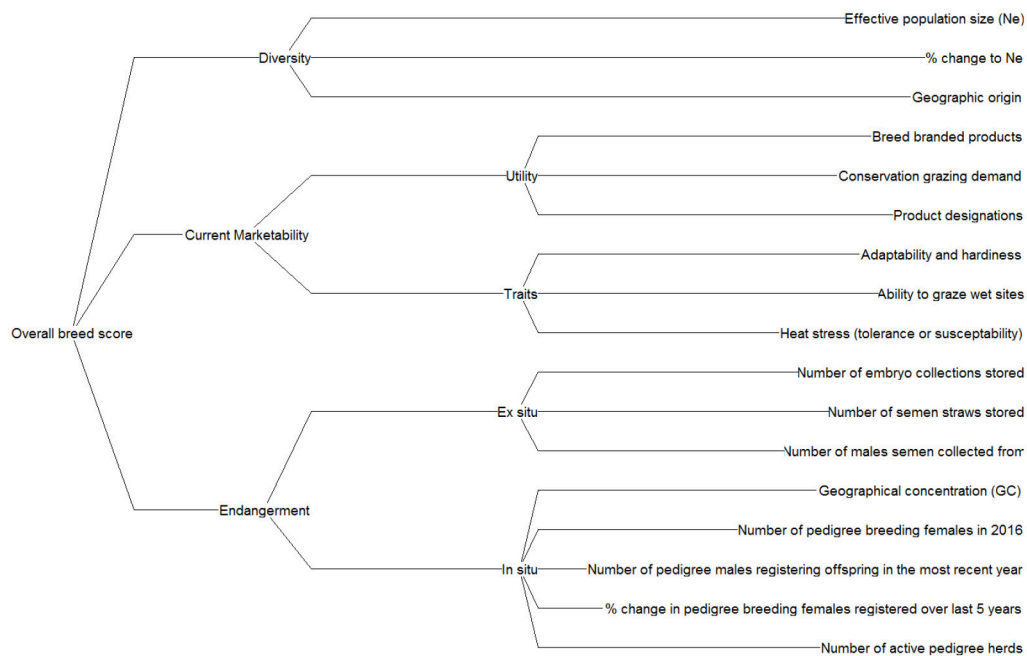 Effective population size (Ne)
Diversity
% change to Ne
Geographic origin
Breed branded products
Utility
Conservation grazing demand
Product designations
Current Marketability
Adaptability and hardiness
Traits
Ability to graze wet sites
Heat stress (tolerance or susceptability)
Overall breed score
Number of embryo collections stored
Ex situ
Number of semen straws stored
Number of males semen collected from
Endangerment
Geographical concentration (GC)
Number of pedigree breeding females in 2016
In situ
Number of pedigree males registering offspring in the most recent year
% change in pedigree breeding females registered over last 5 years
Number of active pedigree herds